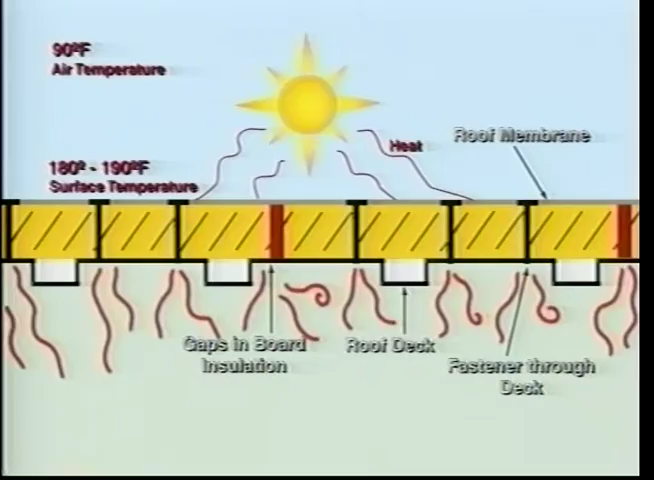 90ºF
Air Temperature
Roof Membrane
Heat
180º - 190ºF
Surface Temperature
Gaps in Board
Insulation
Roof Deck
Fastener through
Deck